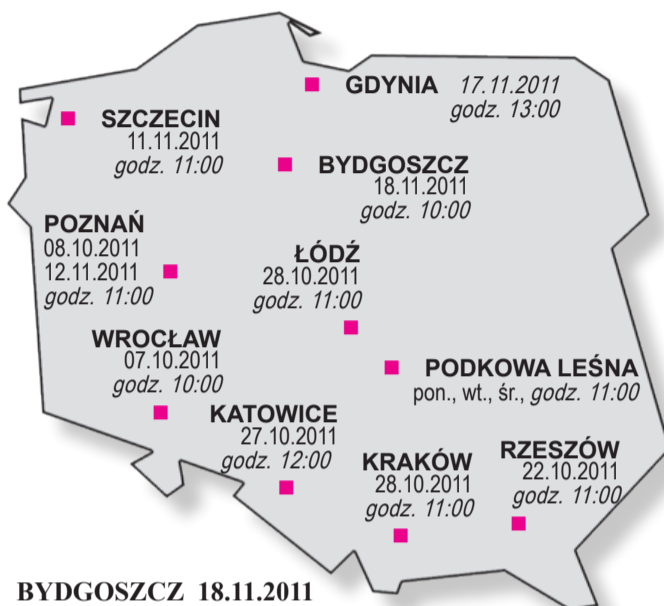 GDYNIA 17.11.2011
godz. 13:00
SZCZECIN
11.11.2011
godz. 11:00
BYDGOSZCZ
18.11.2011
godz. 10:00
POZNAŃ
08.10.2011
12.11.2011
godz. 11:00
ŁÓDŹ
28.10.2011
godz. 11:00
WROCŁAW
07.10.2011
godz. 10:00
PODKOWA LEŚNA
pon., wt., śr., godz. 11:00
KATOWICE
27.10.2011
godz. 12:00
KRAKÓW
28.10.2011
godz. 11:00
RZESZÓW
22.10.2011
godz. 11:00
BYDGOSZCZ 18.11.2011